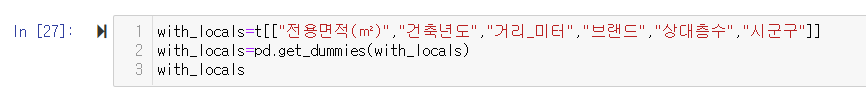 In [27]:
1 with_locals=t[["전용면적(㎡)","건축년도","거리_미터","브랜드","상대층수","시군구"]]
2 with_locals=pd.get_dummies(with_locals)
3 with_locals